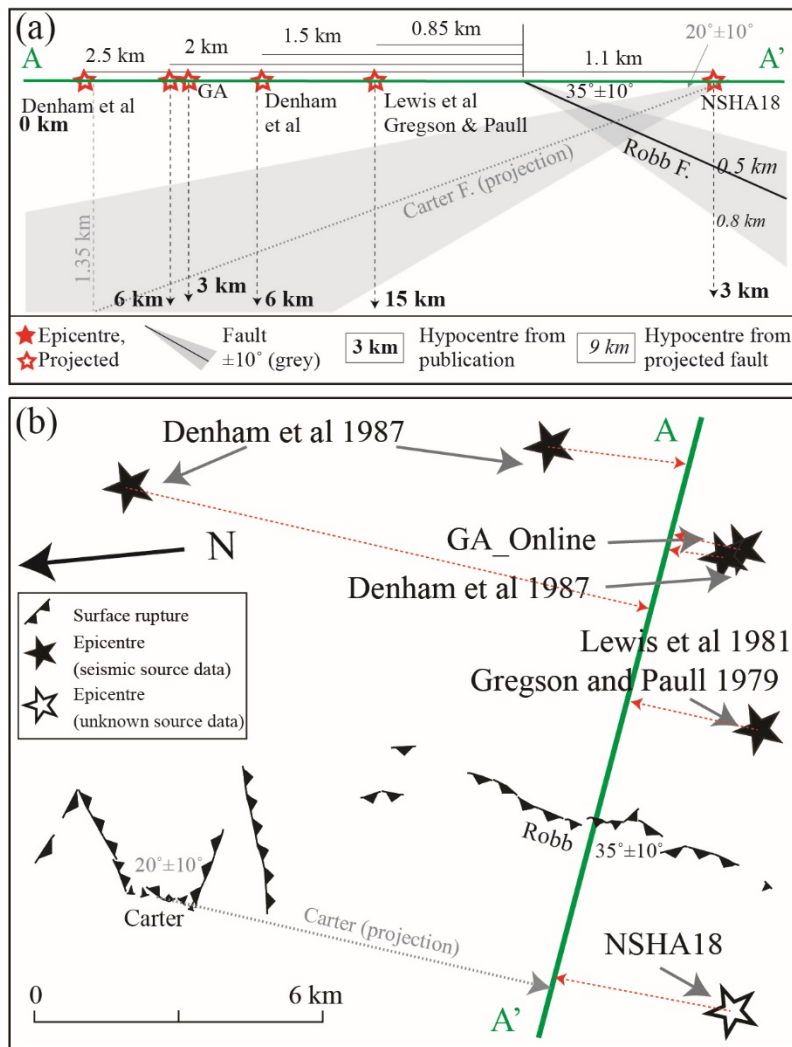 (a)
0.85 km
1.5 km
2 km
2.5 km
1.1 km
20˚±10˚
A
A’
35˚±10˚
Denham et al
0 km
GA
Denham
et al
Lewis et al
Gregson & Paull
NSHA18
Robb F.
0.5 km
Carter F. (projection)
0.8 km
1.35 km
6 km
3 km
6 km
15 km
3 km
Epicentre,
Projected
Fault
±10˚ (grey)
3 km
Hypocentre from
publication
9 km
Hypocentre from
projected fault
(b)
Denham et al 1987
A
GA_Online
N
Denham et al 1987
Surface rupture
Epicentre
(seismic source data)
Epicentre
(unknown source data)
Lewis et al 1981
Gregson and Paull 1979
Robb
35˚±10˚
20˚±10˚
Carter
Carter (projection)
NSHA18
0
6 km
A’